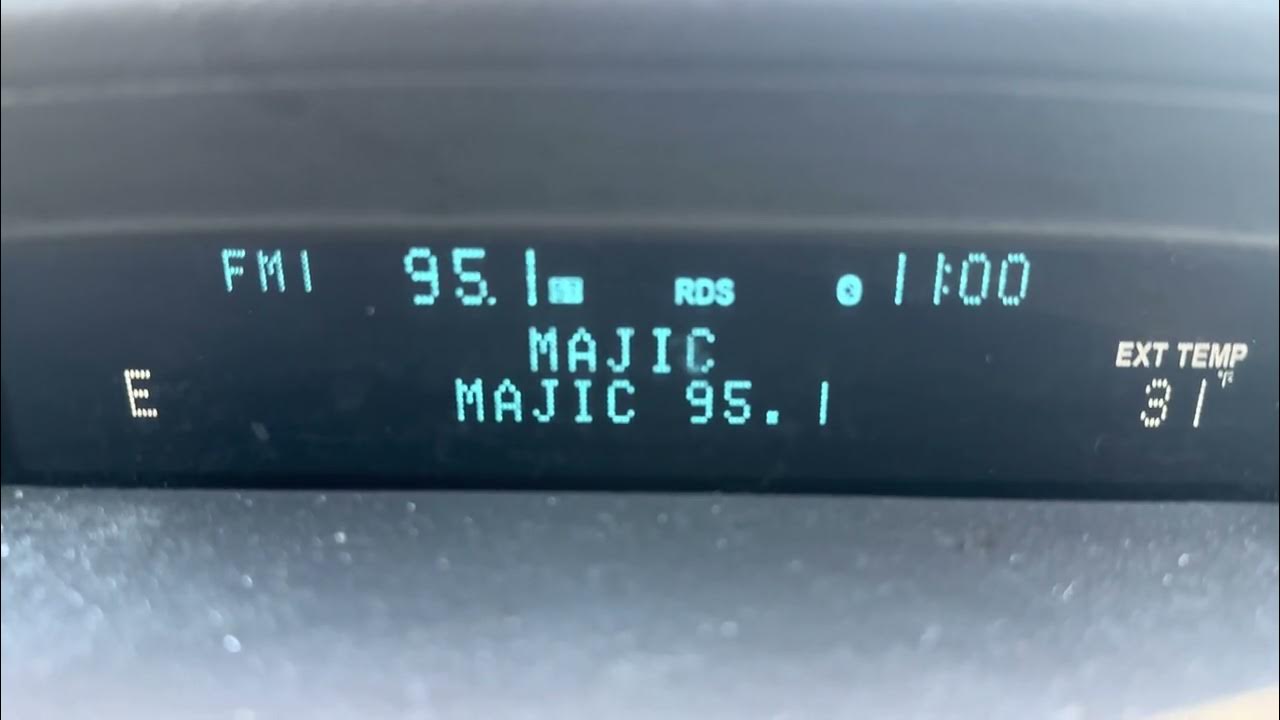 FM1 95.1 RDS 11:00
MAJIC
MAJIC 95.1
E
EXT TEMP
31°F